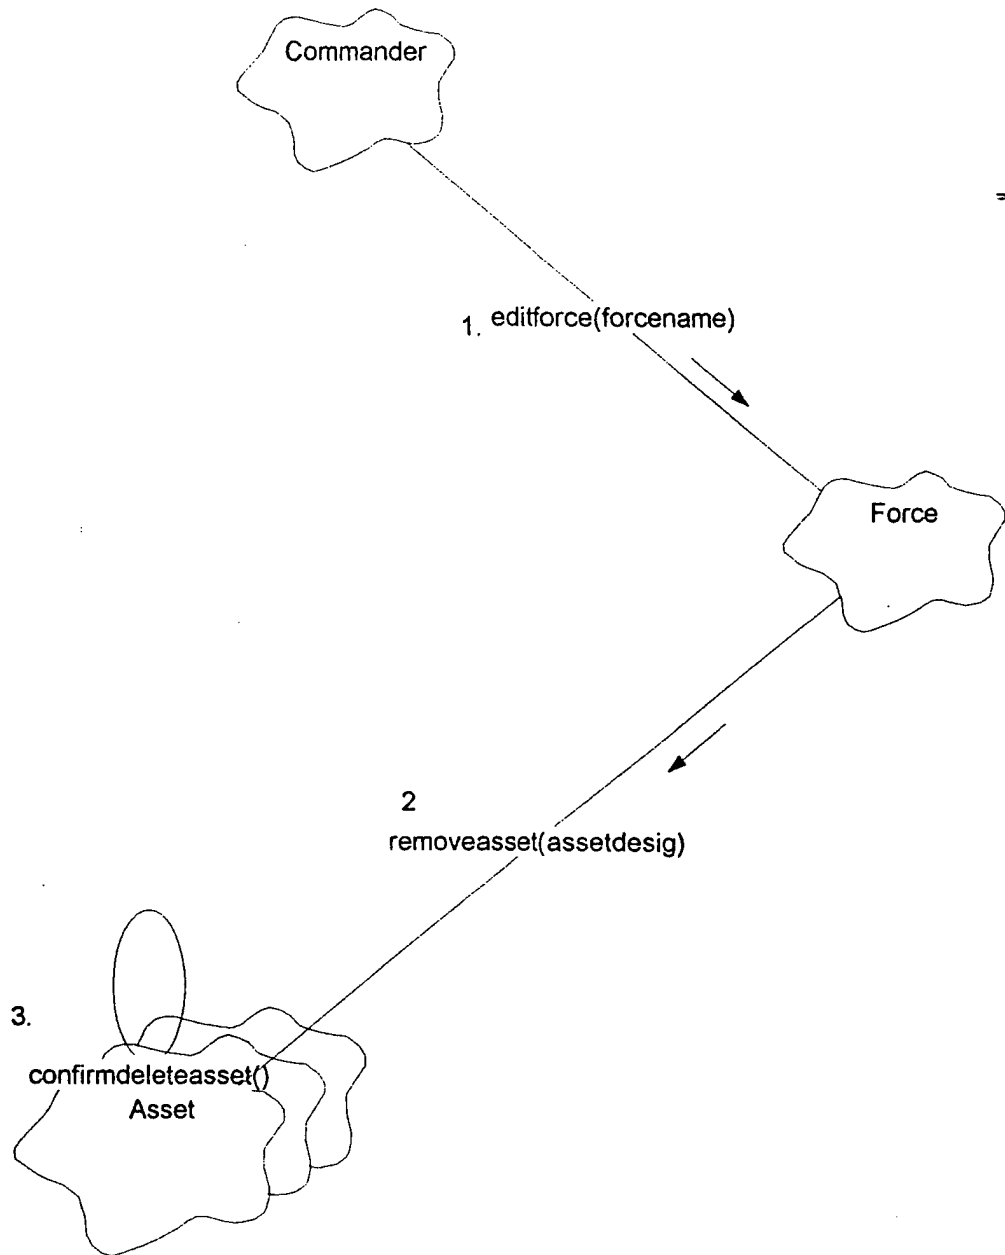 Commander
1. editforce(forcename)
Force
2
removeasset(assetdesig)
3.
confirmdeleteasset()
Asset